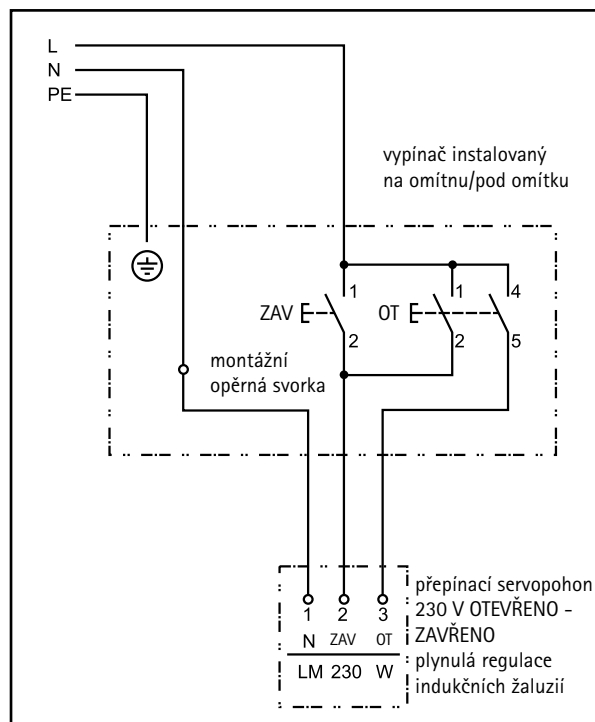 L
N
PE
vypínač instalovaný
na omítnu/pod omítku
1
1
4
ZAV
OT
2
2
5
montážní
opěrná svorka
1
2
3
N
ZAV
OT
LM 230 W
přepínací servopohon
230 V OTEVŘENO -
ZAVŘENO
plynulá regulace
indukčních žaluzií